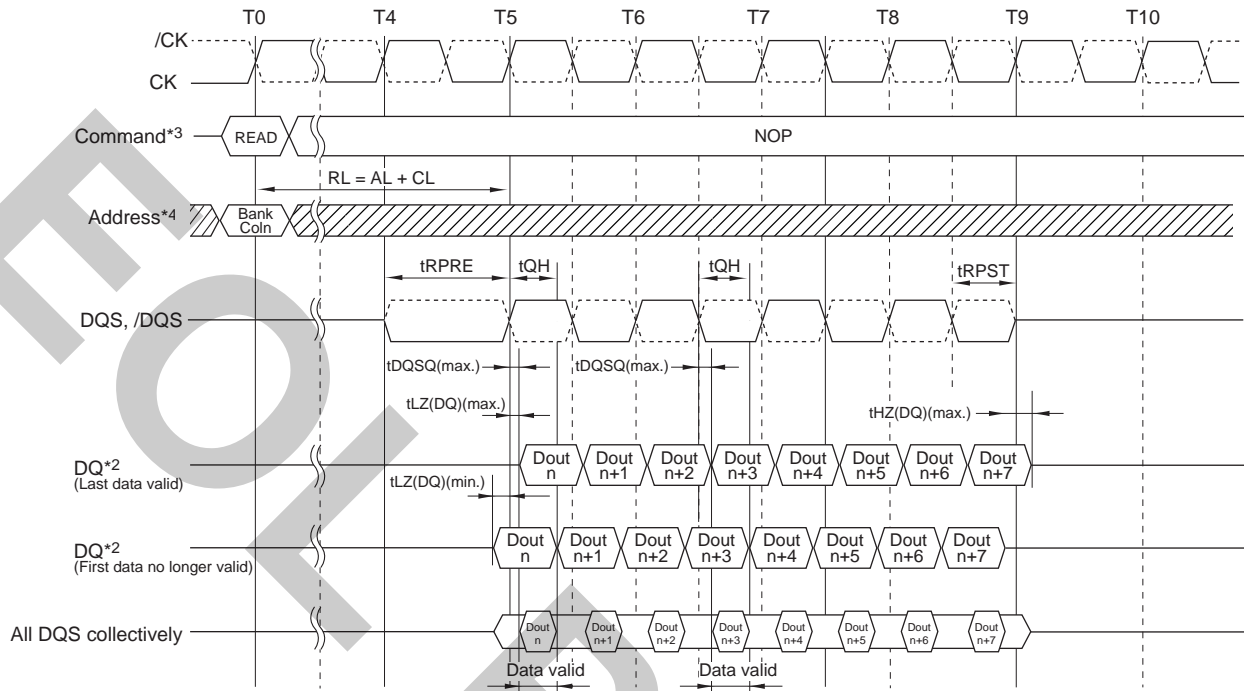 T0 T4 T5 T6 T7 T8 T9 T10
/CK
CK
Command*3 READ NOP
RL = AL + CL
Address*4 Bank
Coln
tRPRE tQH tQH tRPST
DQS, /DQS
tDQSQ(max.) tDQSQ(max.)
tLZ(DQ)(max.) tHZ(DQ)(max.)
DQ*2
(Last data valid)
Dout n Dout n+1 Dout n+2 Dout n+3 Dout n+4 Dout n+5 Dout n+6 Dout n+7
tLZ(DQ)(min.)
DQ*2
(First data no longer valid)
Dout n Dout n+1 Dout n+2 Dout n+3 Dout n+4 Dout n+5 Dout n+6 Dout n+7
All DQS collectively
Dout n Dout n+1 Dout n+2 Dout n+3 Dout n+4 Dout n+5 Dout n+6 Dout n+7
Data valid Data valid